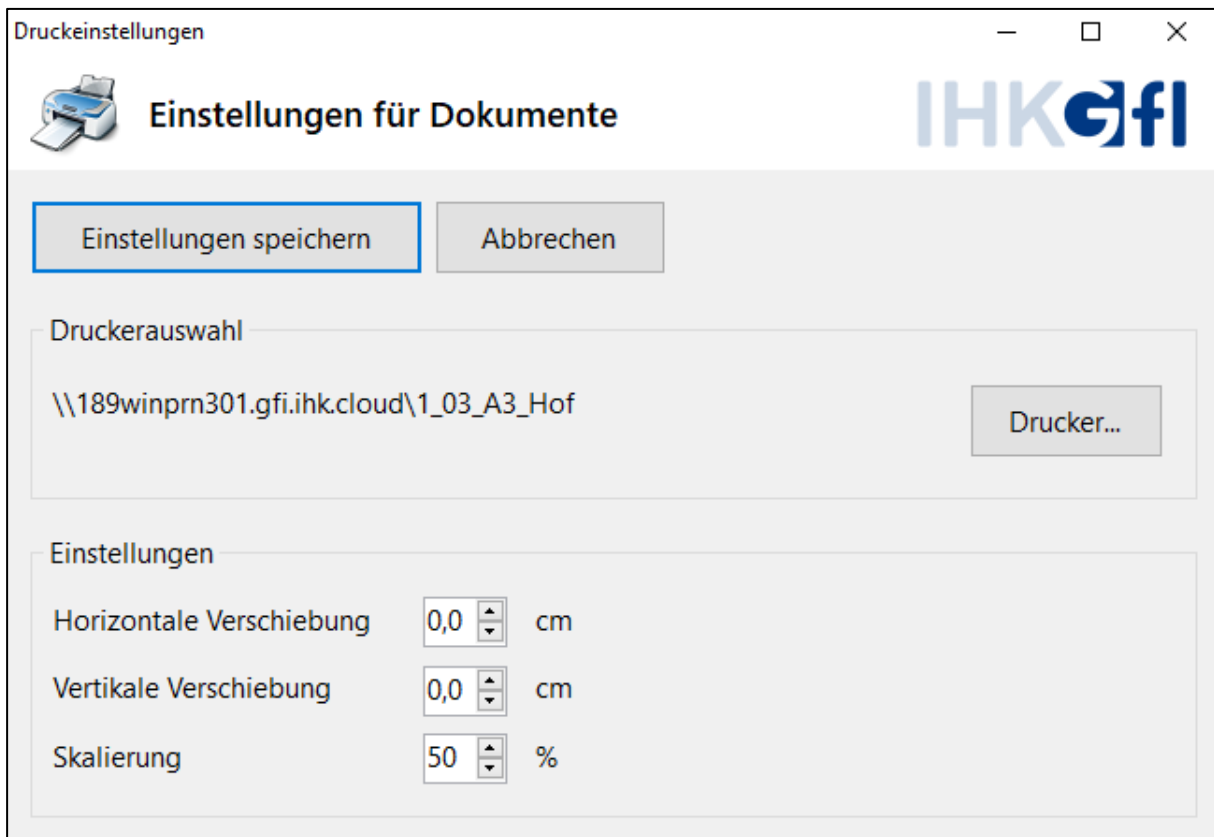 Druckeinstellungen
Einstellungen für Dokumente
IHKGfI
Einstellungen speichern
Abbrechen
Druckerauswahl
\\189winprn301.gfi.ihk.cloud\1_03_A3_Hof
Drucker...
Einstellungen
Horizontale Verschiebung 0,0 cm
Vertikale Verschiebung 0,0 cm
Skalierung 50 %